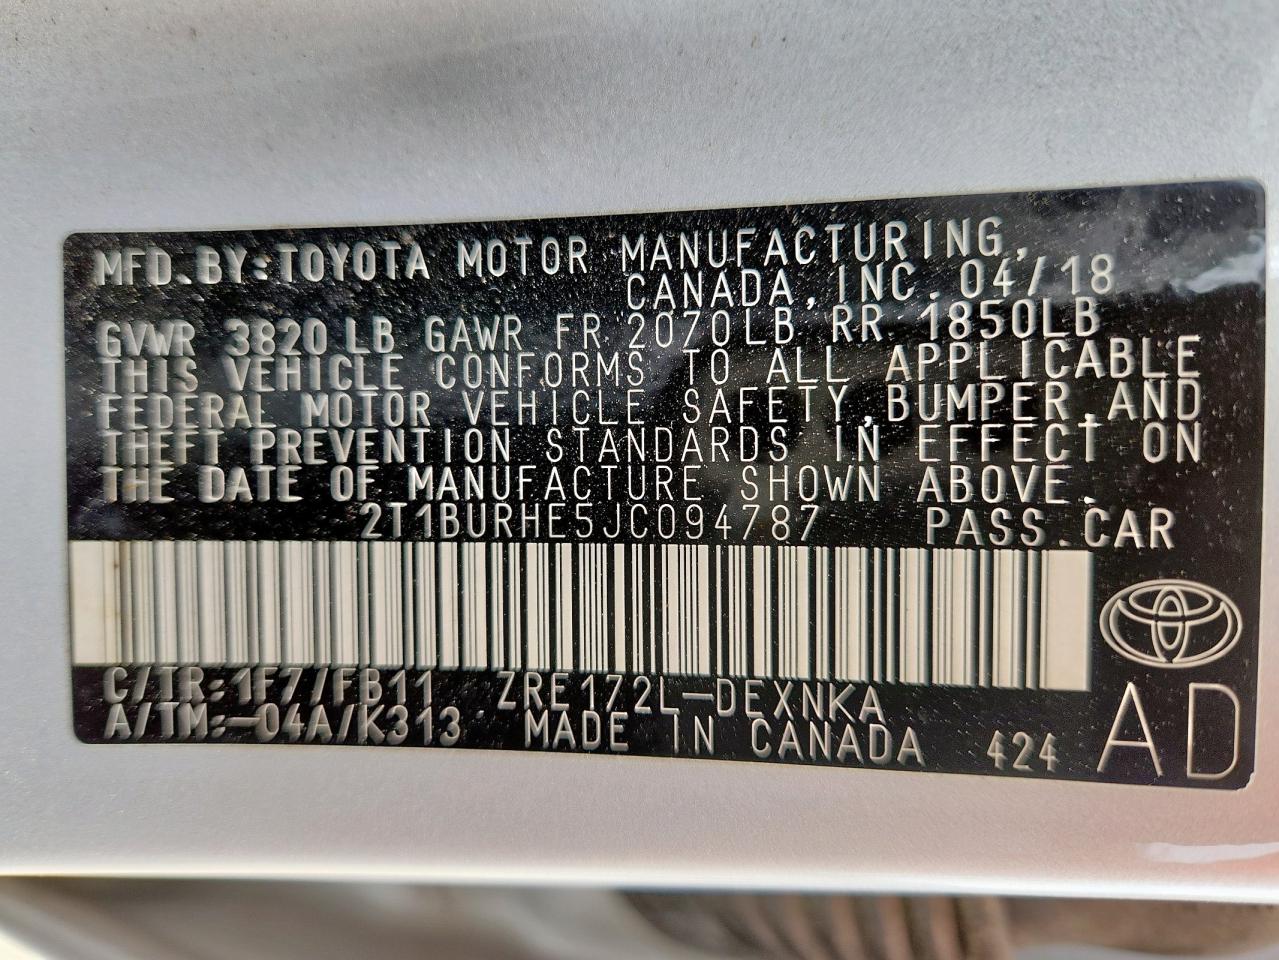 MFD.BY:TOYOTA MOTOR MANUFACTURING,
CANADA, INC. 04/18
GVWR 3820LB GAWR FR 2070LB RR 1850LB
THIS VEHICLE CONFORMS TO ALL APPLICABLE
FEDERAL MOTOR VEHICLE SAFETY,BUMPER,AND
THEFT PREVENTION STANDARDS IN EFFECT ON
THE DATE OF MANUFACTURE SHOWN ABOVE.
2T1BURHE5JC094787 PASS.CAR
C/TR:1F7/FB11 ZRE172L-DEXNKA
A/TM:-04A/K313 MADE IN CANADA 424 AD